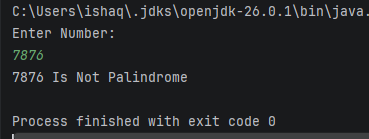 C:\Users\ishaq\.jdks\openjdk-26.0.1\bin\java.
Enter Number:
7876
7876 Is Not Palindrome
Process finished with exit code 0